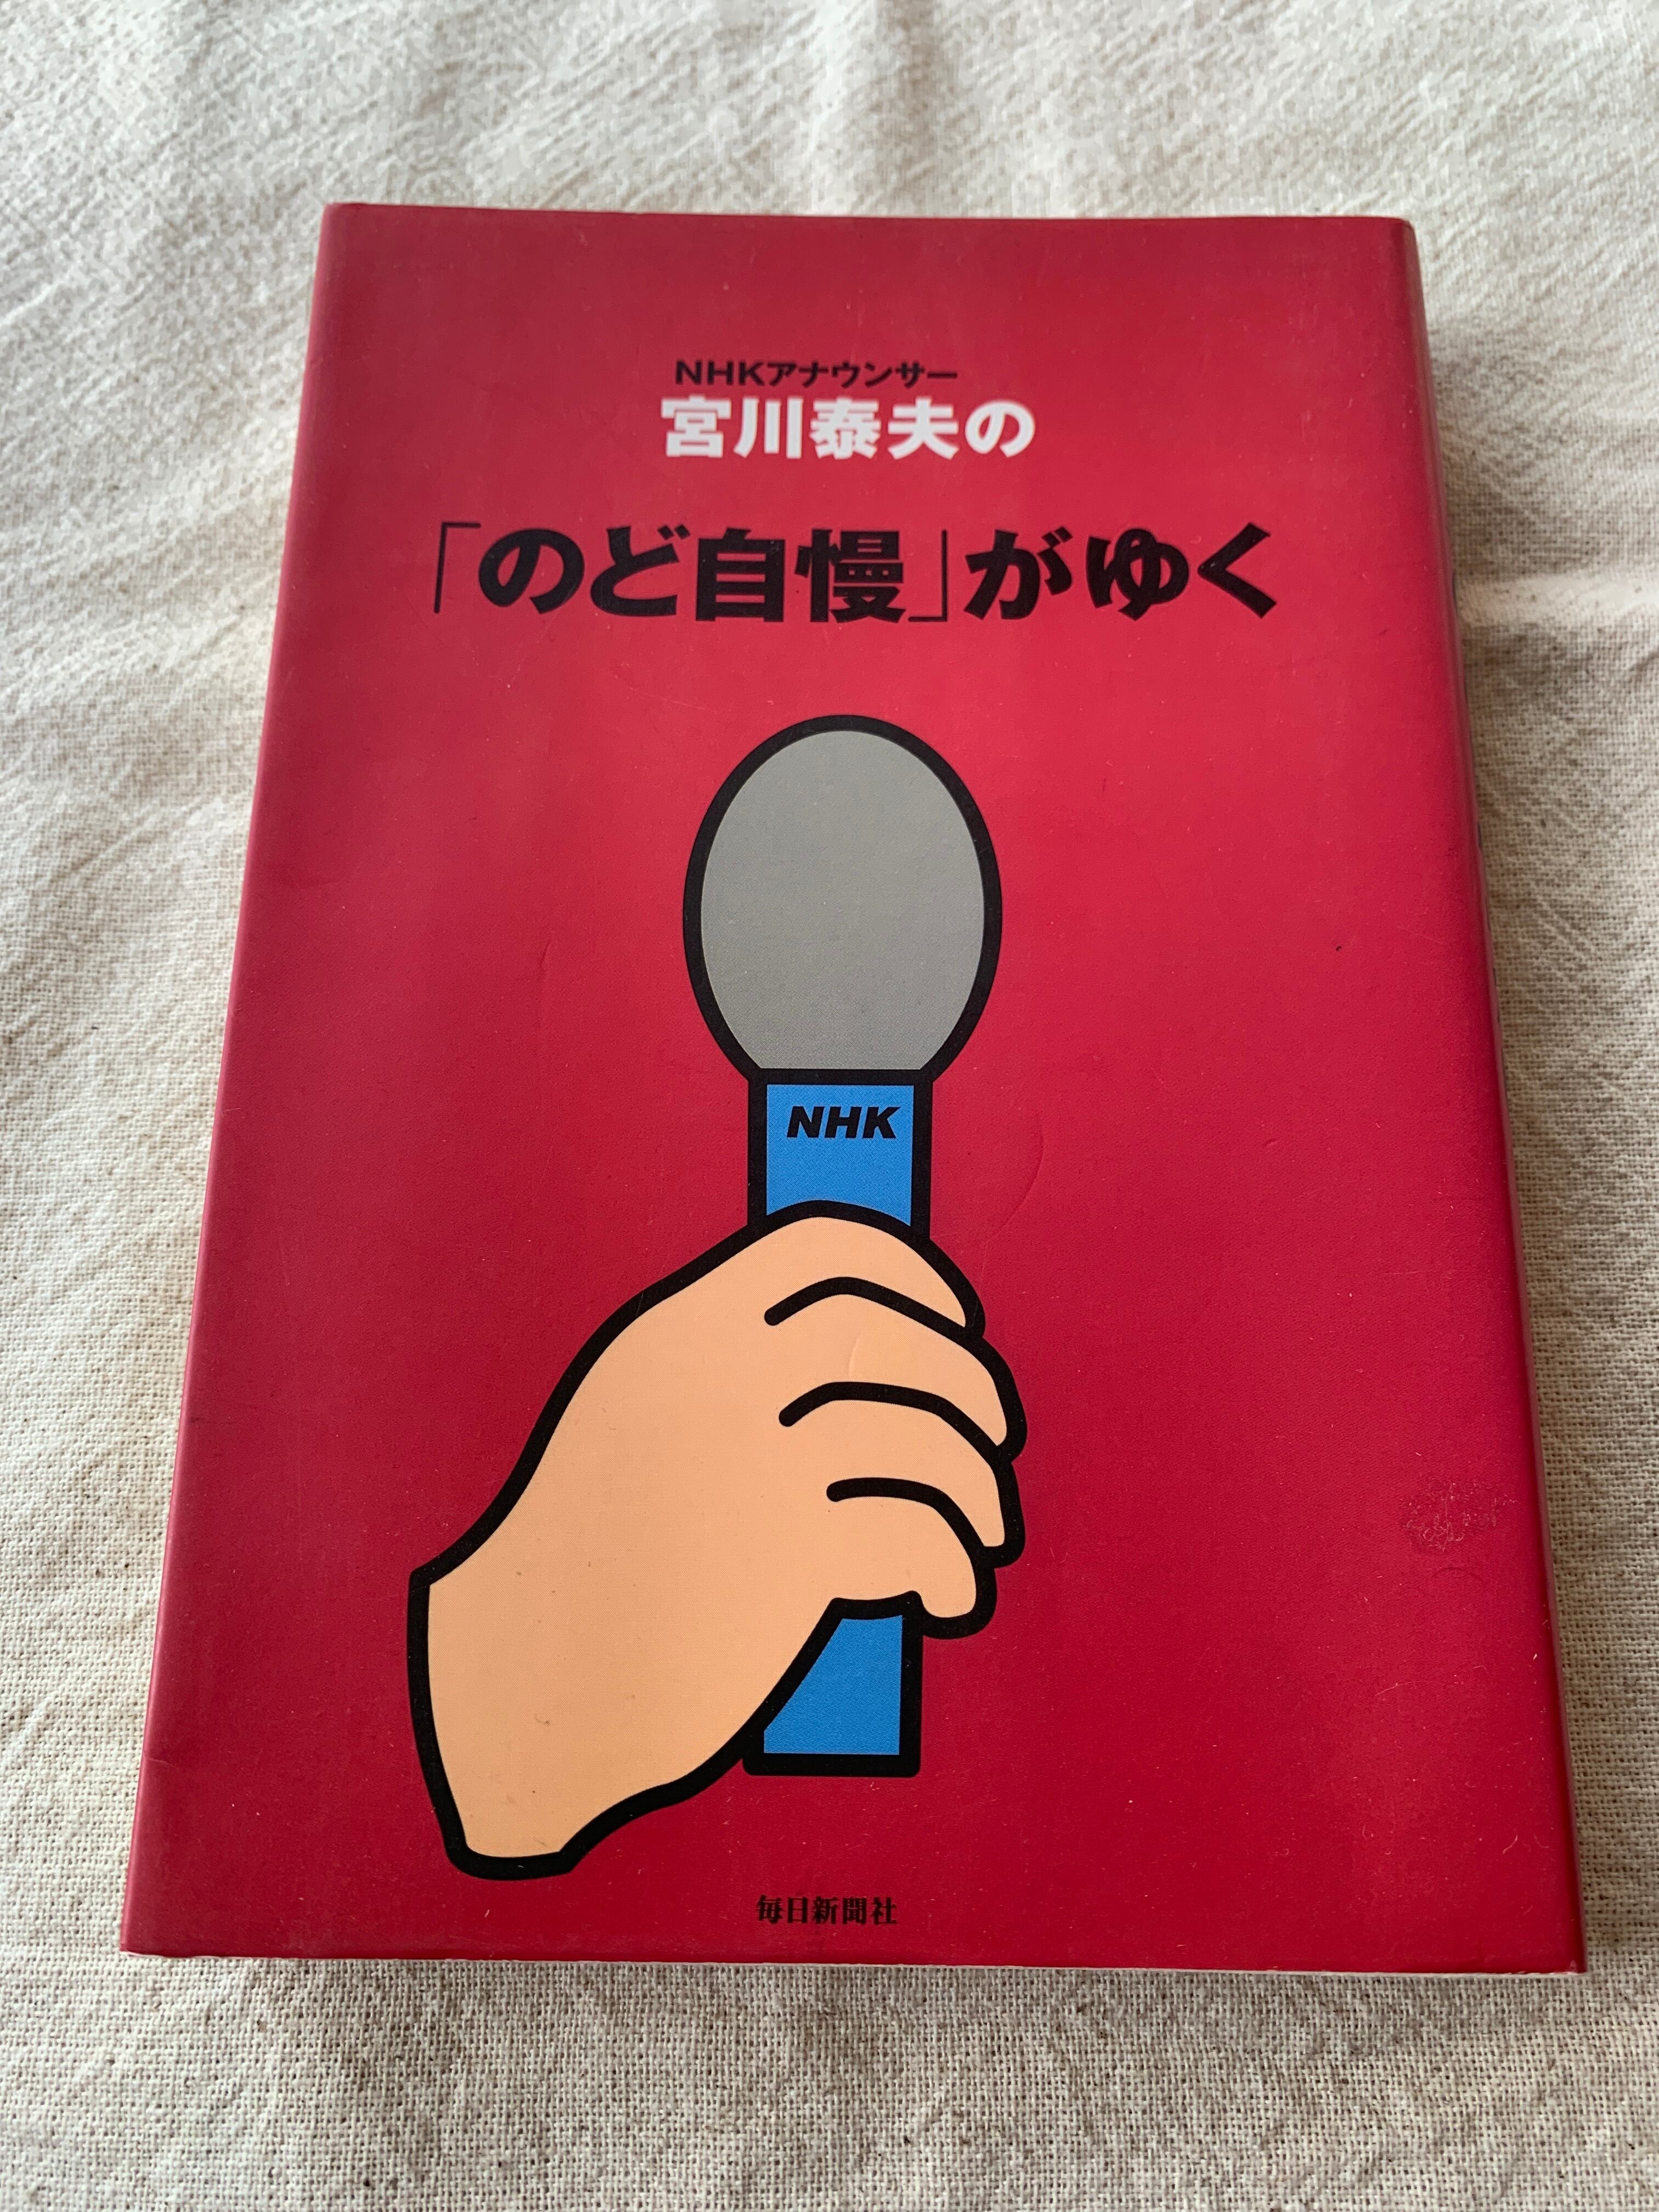 NHKアナウンサー
宮川泰夫の
「のど自慢」がゆく
NHK
毎日新聞社